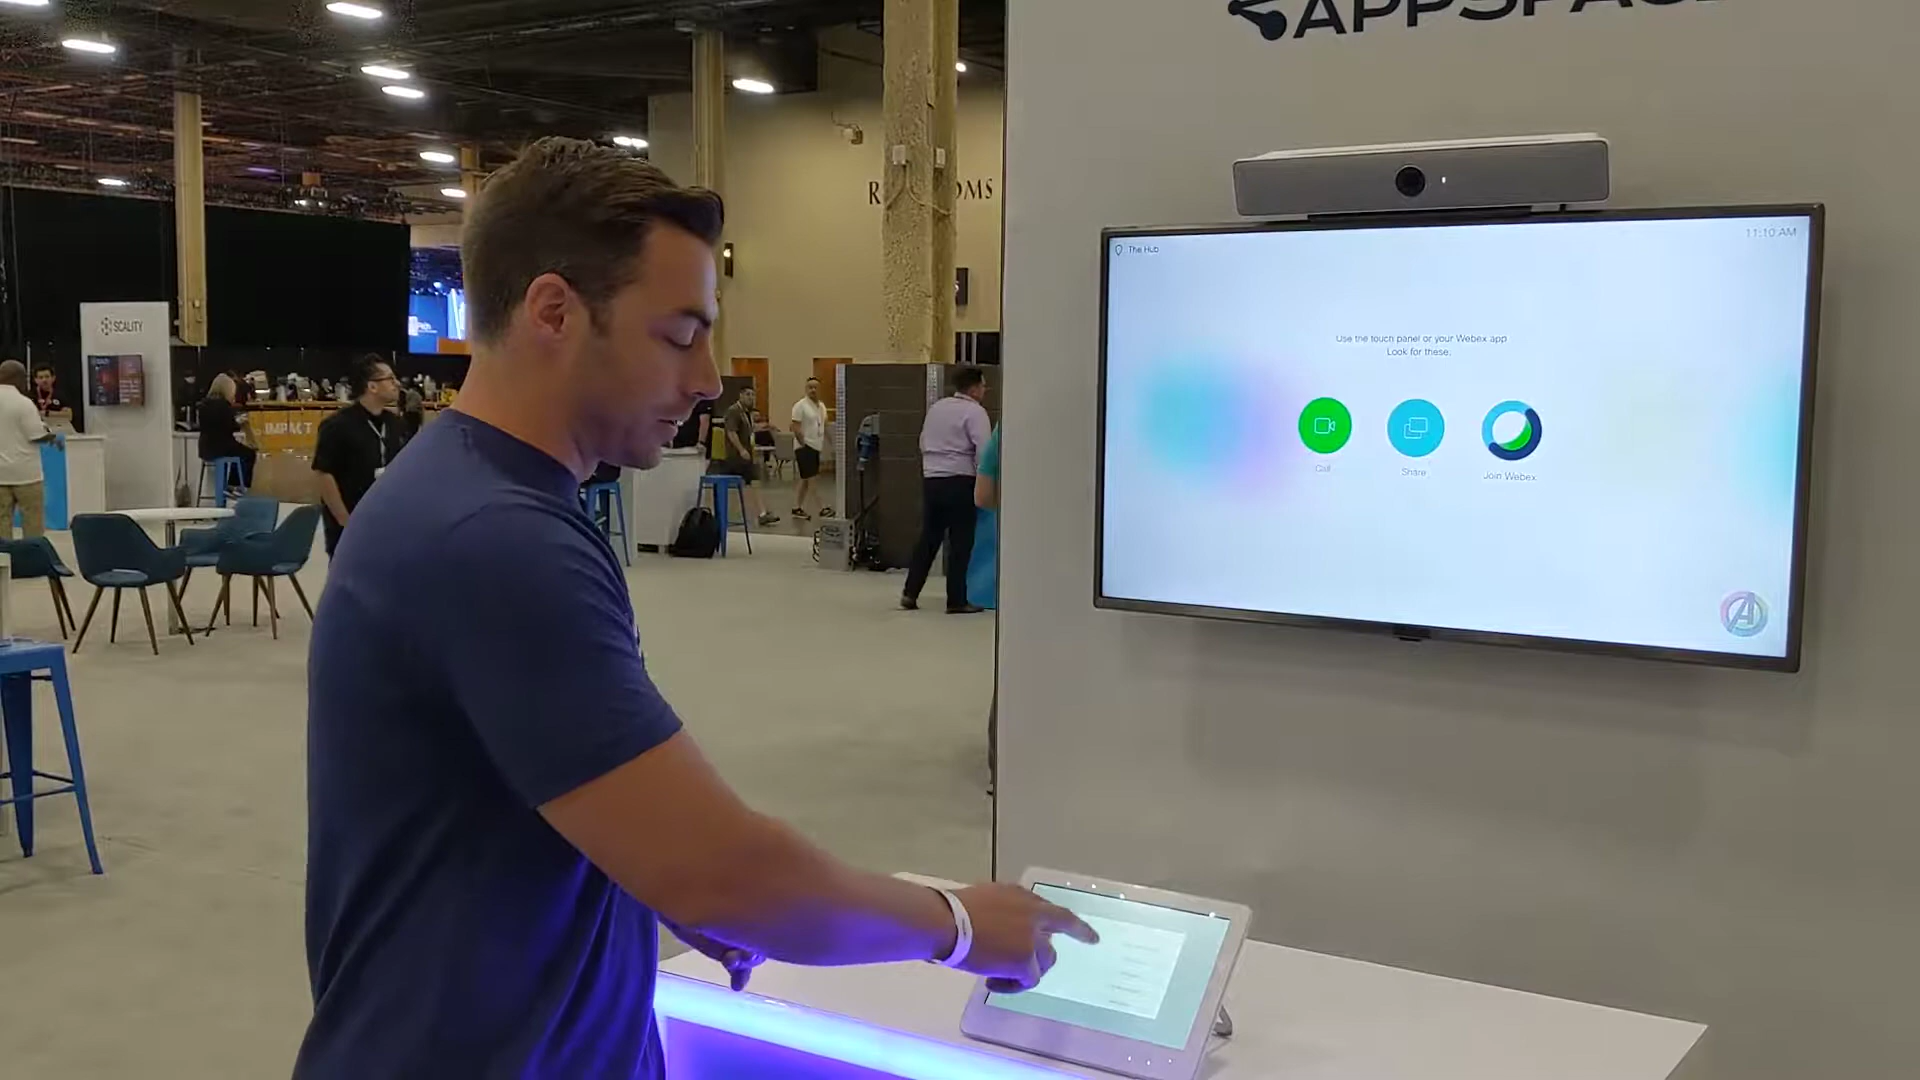 APPSPACE
R
OMS
The Hub
11:10 AM
Use the touch panel or your Webex app
Look for these.
Call
Share
Join Webex
SCALITY
IMPACT